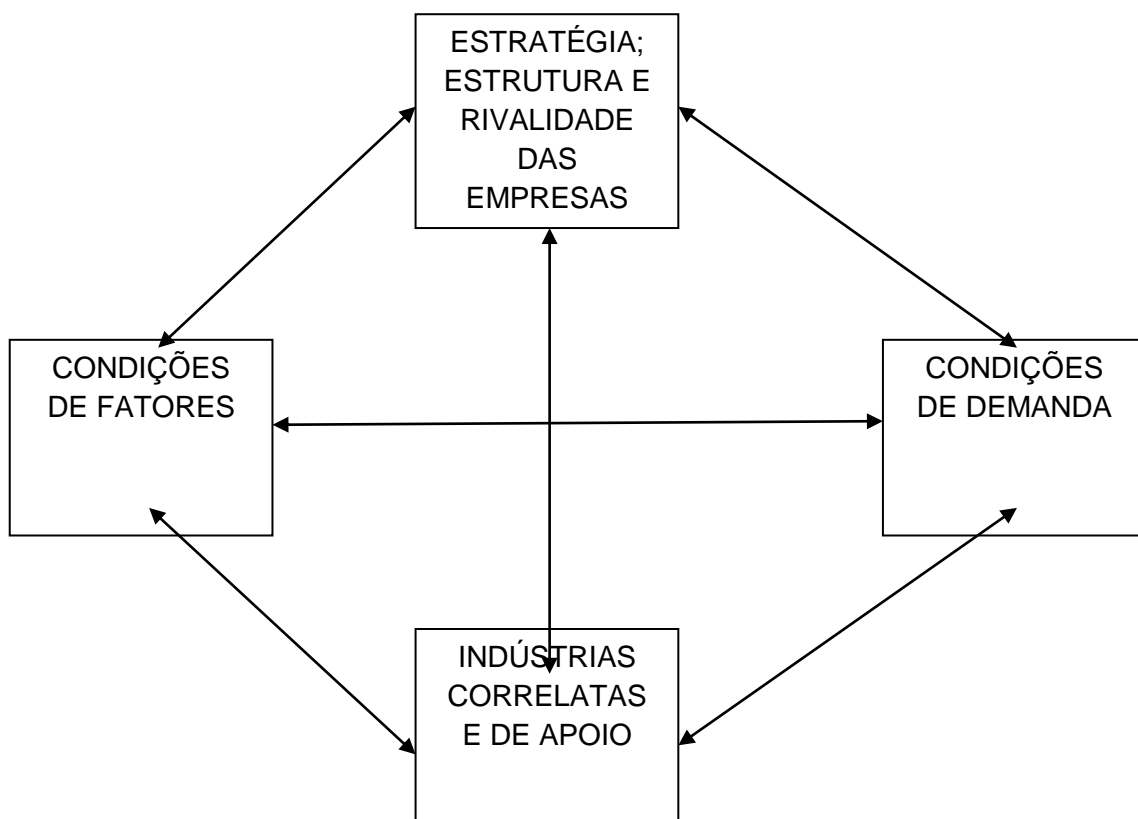 ESTRATÉGIA;
ESTRUTURA E
RIVALIDADE
DAS
EMPRESAS
CONDIÇÕES
DE FATORES
CONDIÇÕES
DE DEMANDA
INDÚSTRIAS
CORRELATAS
E DE APOIO